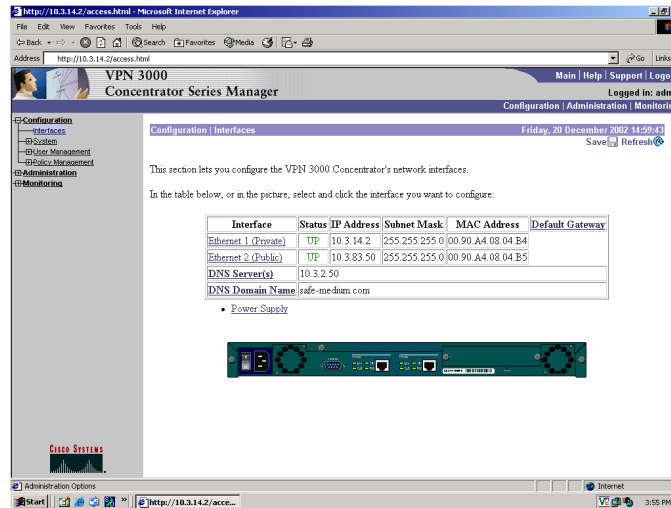 http://10.3.14.2/access.html - Microsoft Internet Explorer
File Edit View Favorites Tools Help
Back Search Favorites Media
Address http://10.3.14.2/access.html Go Links
VPN 3000
Concentrator Series Manager
Main | Help | Support | Logo
Logged in: adm
Configuration | Administration | Monitorin
Configuration
Interfaces
System
User Management
Policy Management
Administration
Monitoring
Configuration | Interfaces Friday, 20 December 2002 14:59:43
Save Refresh
This section lets you configure the VPN 3000 Concentrator's network interfaces.
In the table below, or in the picture, select and click the interface you want to configure:
Interface Status IP Address Subnet Mask MAC Address Default Gateway
Ethernet 1 (Private) UP 10.3.14.2 255.255.255.0 00.90.A4.08.04.B4
Ethernet 2 (Public) UP 10.3.83.50 255.255.255.0 00.90.A4.08.04.B5
DNS Server(s) 10.3.2.50
DNS Domain Name safe-medium.com
• Power Supply
CISCO SYSTEMS
Administration Options Internet
Start » http://10.3.14.2/acce... 3:55 PM